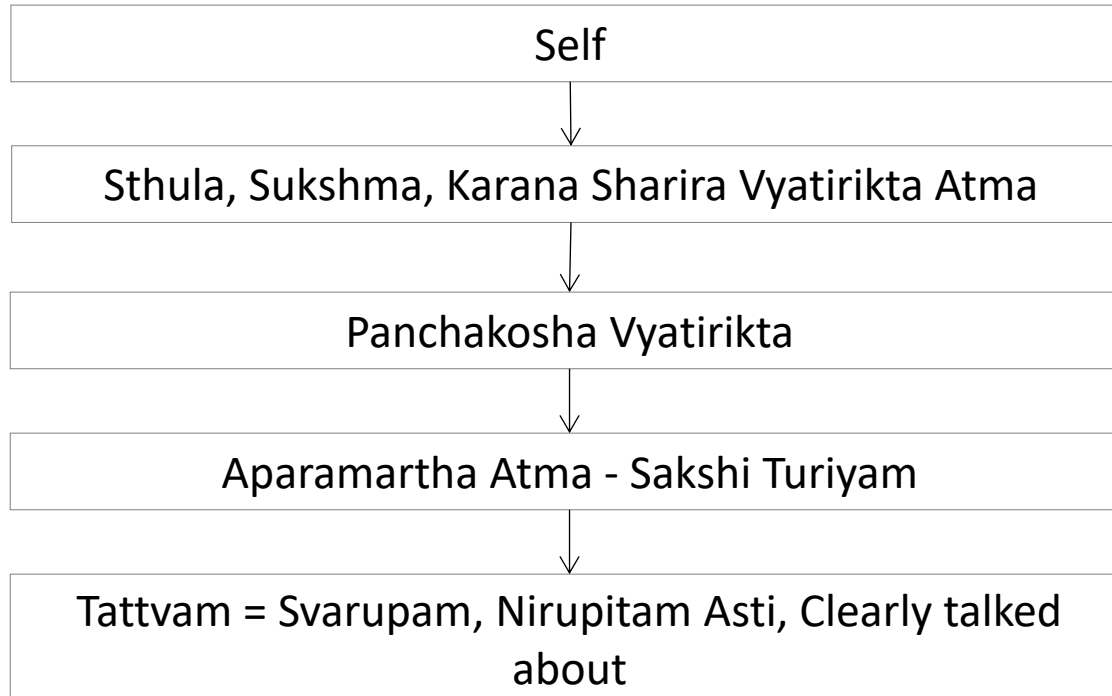 Self
Sthula, Sukshma, Karana Sharira Vyatirikta Atma
Panchakosha Vyatirikta
Aparamartha Atma - Sakshi Turiyam
Tattvam = Svarupam, Nirupitam Asti, Clearly talked
about